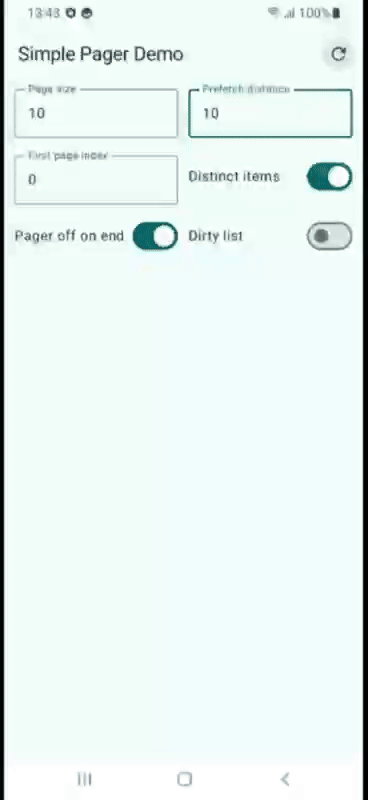 13:43 100%
Simple Pager Demo
Page size Prefetch distance
10 10
First page index
0 Distinct items
Pager off on end Dirty list